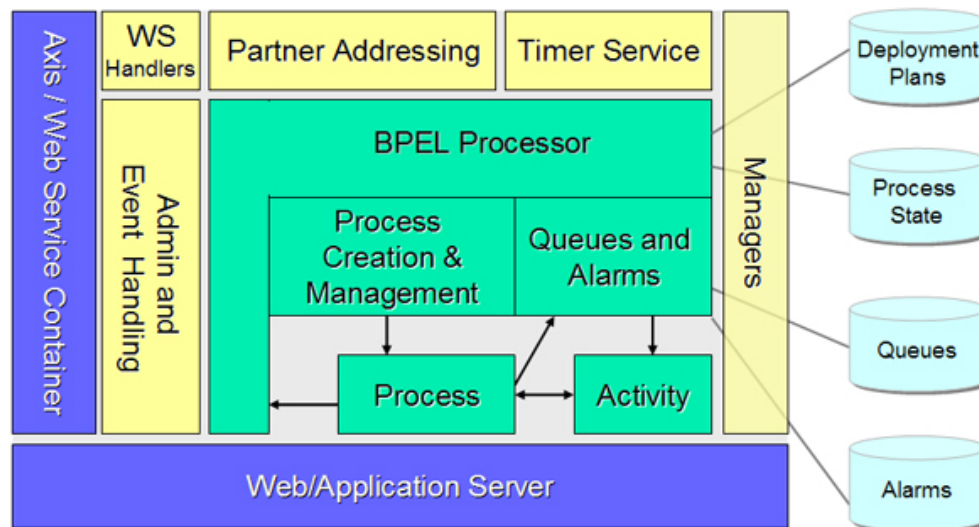 Axis / Web Service Container
WS
Handlers
Partner Addressing
Timer Service
Admin and
Event Handling
BPEL Processor
Process
Creation &
Management
Queues and
Alarms
Process
Activity
Managers
Web/Application Server
Deployment
Plans
Process
State
Queues
Alarms